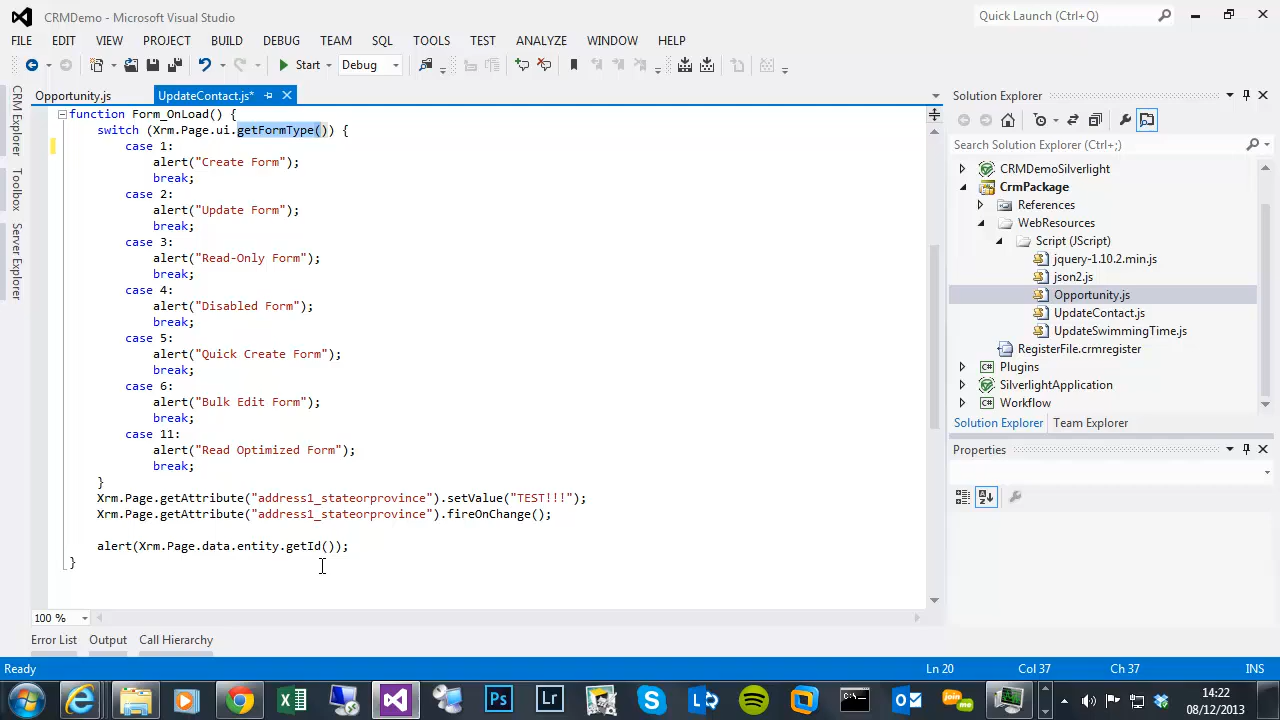 CRMDemo - Microsoft Visual Studio
Quick Launch (Ctrl+Q)
FILE EDIT VIEW PROJECT BUILD DEBUG TEAM SQL TOOLS TEST ANALYZE WINDOW HELP
Start Debug
CRM Explorer
Toolbox
Server Explorer
Opportunity.js
UpdateContact.js*
function Form_OnLoad() {
switch (Xrm.Page.ui.getFormType()) {
case 1:
alert("Create Form");
break;
case 2:
alert("Update Form");
break;
case 3:
alert("Read-Only Form");
break;
case 4:
alert("Disabled Form");
break;
case 5:
alert("Quick Create Form");
break;
case 6:
alert("Bulk Edit Form");
break;
case 11:
alert("Read Optimized Form");
break;
}
Xrm.Page.getAttribute("address1_stateorprovince").setValue("TEST!!!");
Xrm.Page.getAttribute("address1_stateorprovince").fireOnChange();
alert(Xrm.Page.data.entity.getId());
}
100 %
Error List Output Call Hierarchy
Solution Explorer
Search Solution Explorer (Ctrl+;)
CRMDemoSilverlight
CrmPackage
References
WebResources
Script (JScript)
jquery-1.10.2.min.js
json2.js
Opportunity.js
UpdateContact.js
UpdateSwimmingTime.js
RegisterFile.crmregister
Plugins
SilverlightApplication
Workflow
Solution Explorer Team Explorer
Properties
Ready
Ln 20 Col 37 Ch 37 INS
14:22
08/12/2013